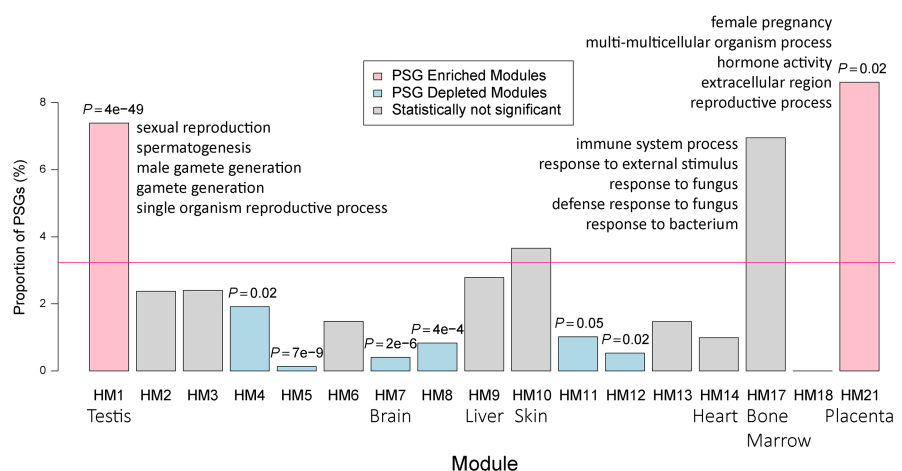 female pregnancy
multi-multicellular organism process
hormone activity
extracellular region
reproductive process
P=0.02
PSG Enriched Modules
PSG Depleted Modules
Statistically not significant
P=4e-49
sexual reproduction
spermatogenesis
male gamete generation
gamete generation
single organism reproductive process
immune system process
response to external stimulus
response to fungus
defense response to fungus
response to bacterium
Proportion of PSGs (%)
8
6
4
2
0
P=0.02
P=7e-9
P=2e-6
P=4e-4
P=0.05
P=0.02
HM1 HM2 HM3 HM4 HM5 HM6 HM7 HM8 HM9 HM10 HM11 HM12 HM13 HM14 HM17 HM18 HM21
Testis Brain Liver Skin Heart Bone Placenta
Marrow
Module